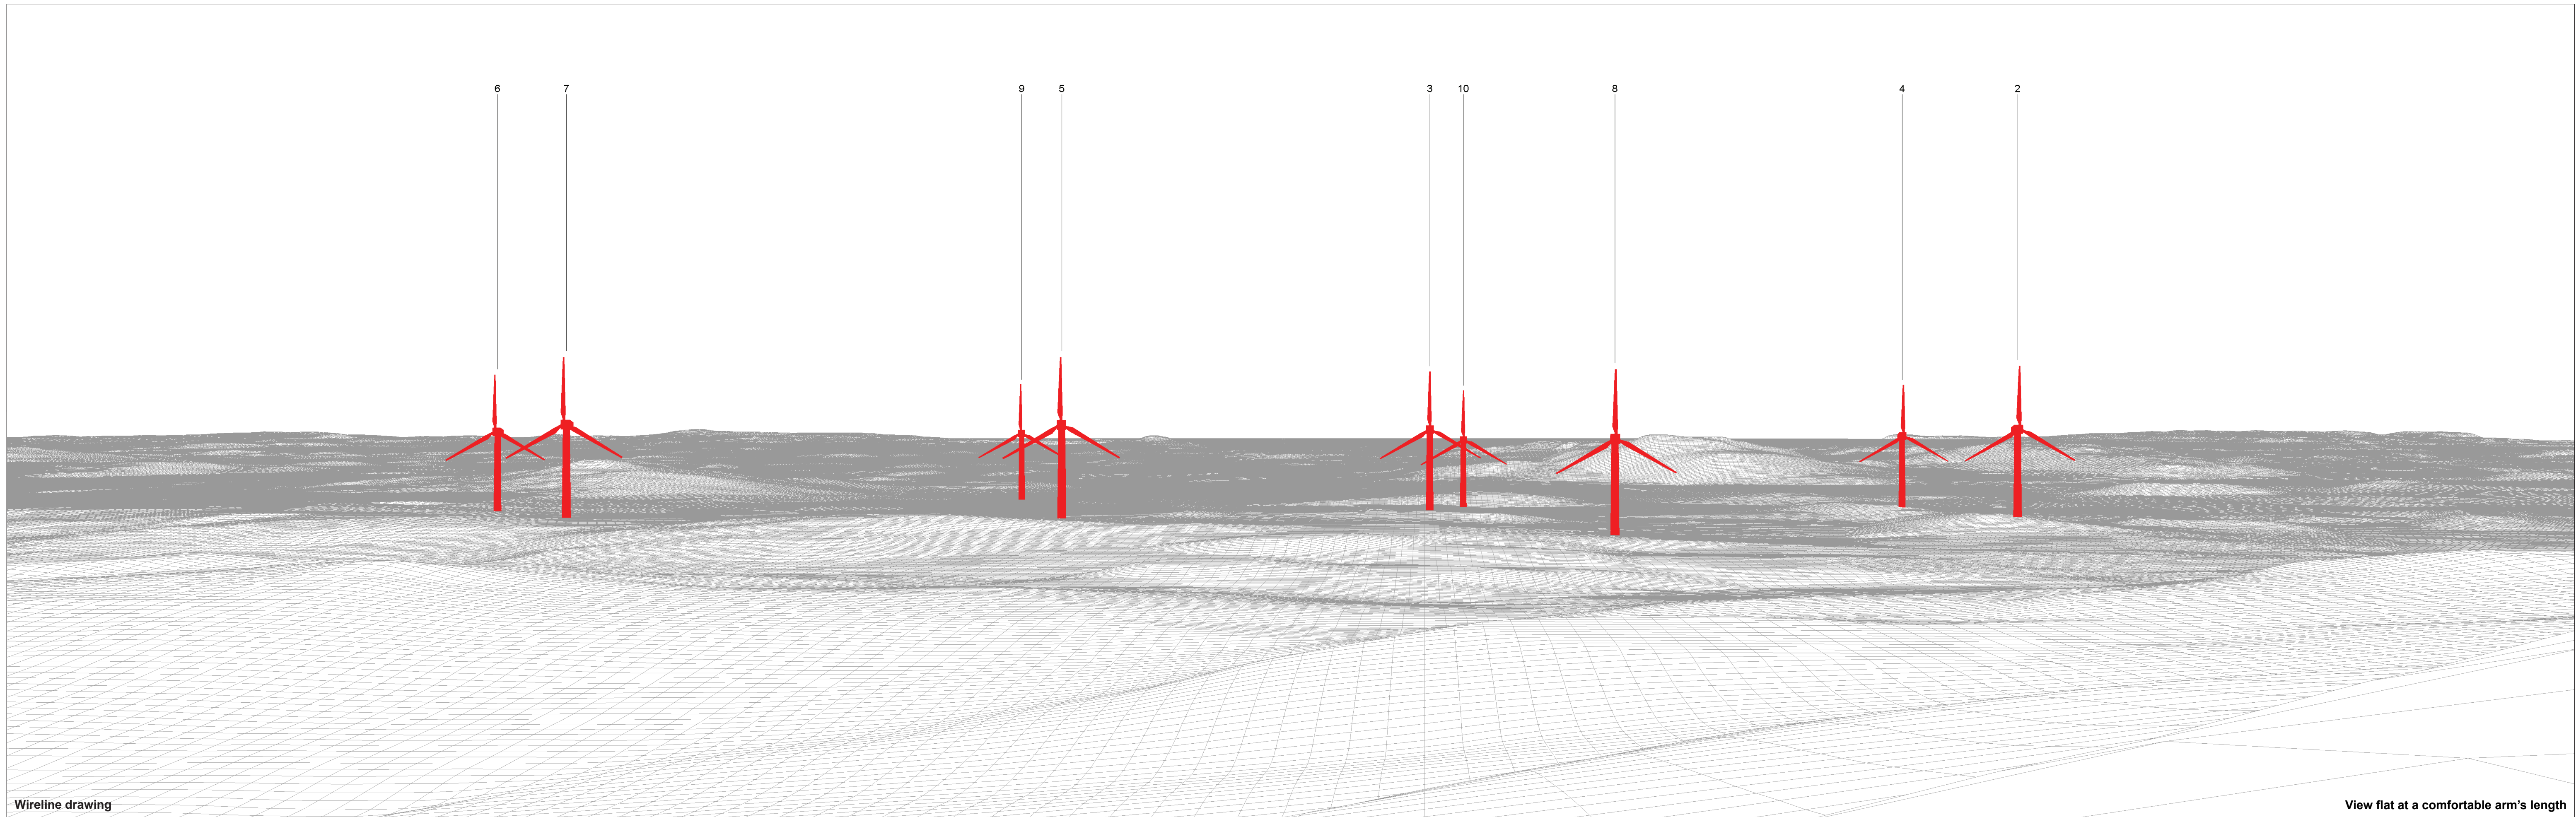 6 7 9 5 3 10 8 4 2
Wireline drawing
View flat at a comfortable arm's length